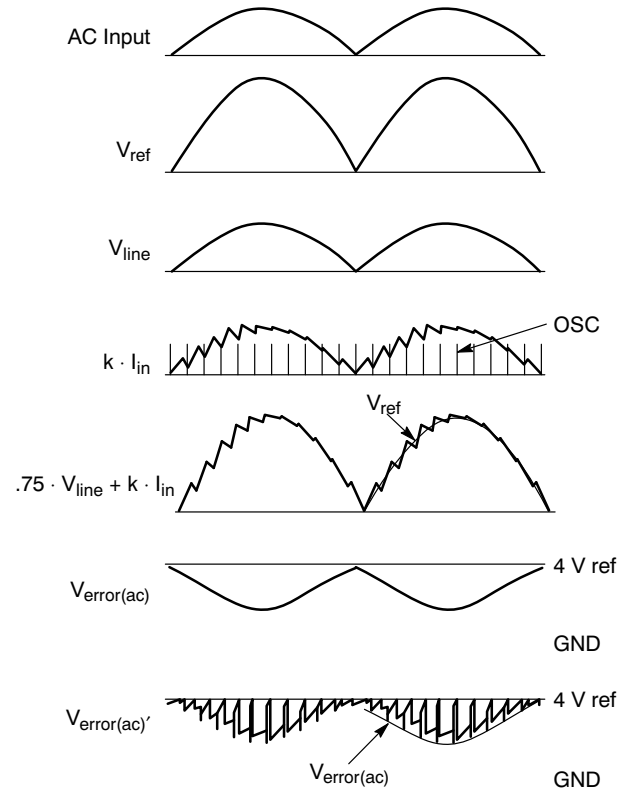 AC Input
Vref
Vline
OSC
k · Iin
Vref
.75 · Vline + k · Iin
4 V ref
Verror(ac)
GND
4 V ref
Verror(ac)′
Verror(ac)
GND